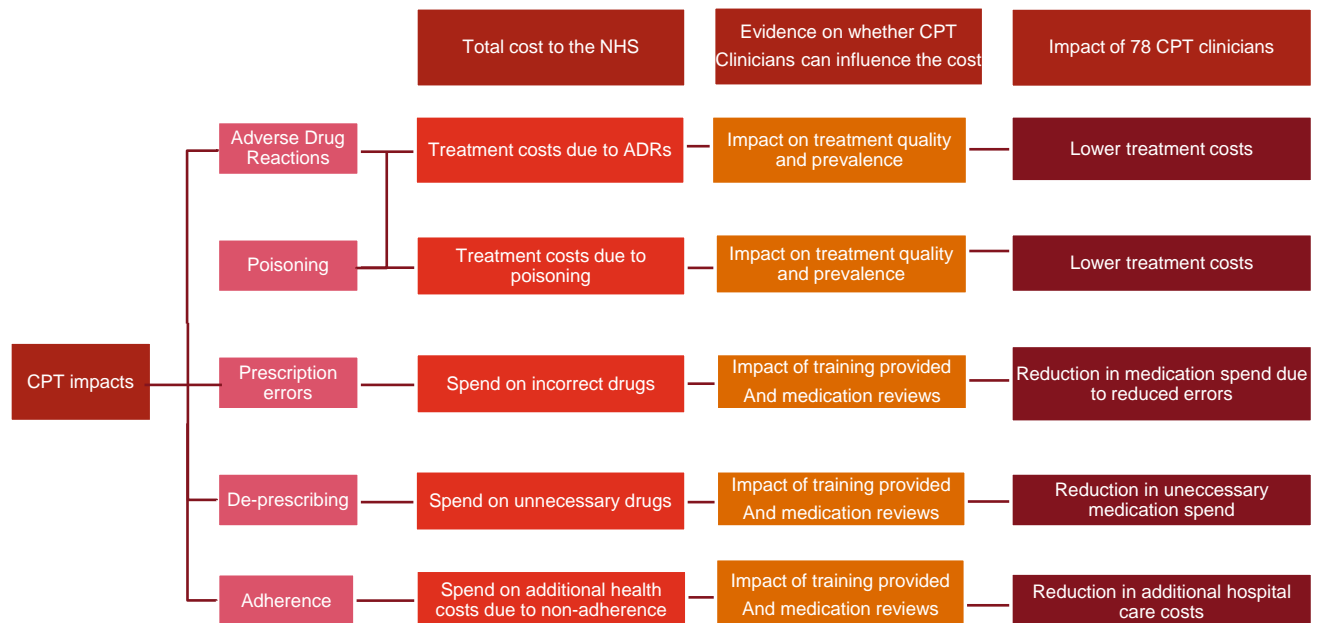 Total cost to the NHS
Evidence on whether CPT
Clinicians can influence the cost
Impact of 78 CPT clinicians
Adverse Drug
Reactions
Treatment costs due to ADRs
Impact on treatment quality
and prevalence
Lower treatment costs
Poisoning
Treatment costs due to
poisoning
Impact on treatment quality
and prevalence
Lower treatment costs
CPT impacts
Prescription
errors
Spend on incorrect drugs
Impact of training provided
And medication reviews
Reduction in medication spend due
to reduced errors
De-prescribing
Spend on unnecessary drugs
Impact of training provided
And medication reviews
Reduction in uneccessary
medication spend
Adherence
Spend on additional health
costs due to non-adherence
Impact of training provided
And medication reviews
Reduction in additional hospital
care costs